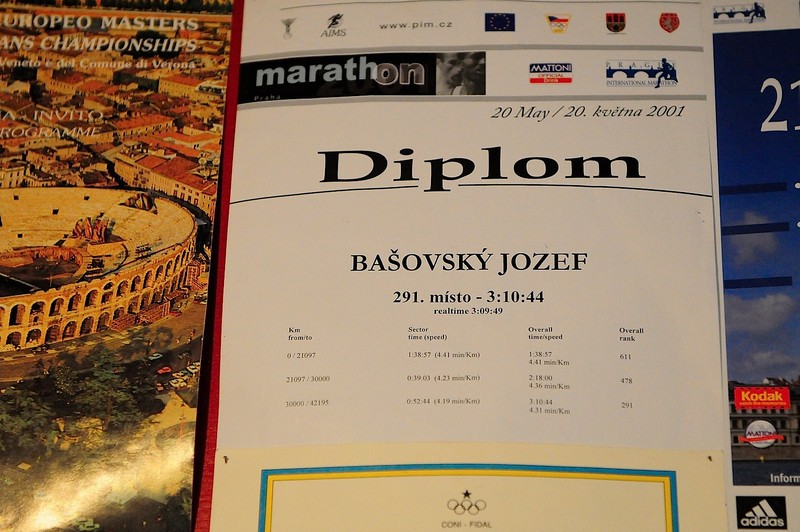 UROPEO MASTERS
ANS CHAMPIONSHIPS
Veneto e del Comune di Verona
A - INVITO
ROGRAMME
AIMS
www.pim.cz
marathon
Praha
MATTONI
OFFICIAL
Drink
PRAGUE
INTERNATIONAL MARATHON
20 May / 20. května 2001
Diplom
BAŠOVSKÝ JOZEF
291. místo - 3:10:44
realtime 3:09:49
Km from/to Sector time (speed) Overall time/speed Overall rank
0 / 21097 1:38:57 (4.41 min/Km) 1:38:57 4.41 min/Km 611
21097 / 30000 0:39:03 (4.23 min/Km) 2:18:00 4.36 min/Km 478
30000 / 42195 0:52:44 (4.19 min/Km) 3:10:44 4.31 min/Km 291
CONI - FIDAL
21
Kodak
MATTONI
Inform
adidas